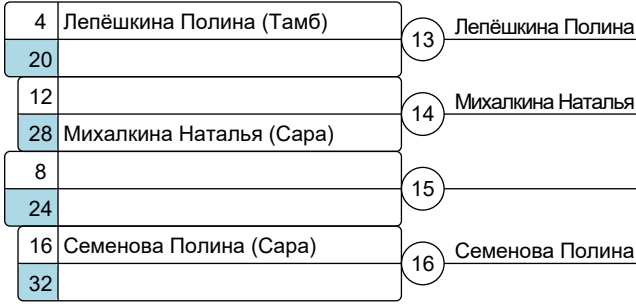 4 Лепёшкина Полина (Тамб)
13 Лепёшкина Полина
20
12
14 Михалкина Наталья
28 Михалкина Наталья (Сара)
8
15
24
16 Семенова Полина (Сара)
16 Семенова Полина
32